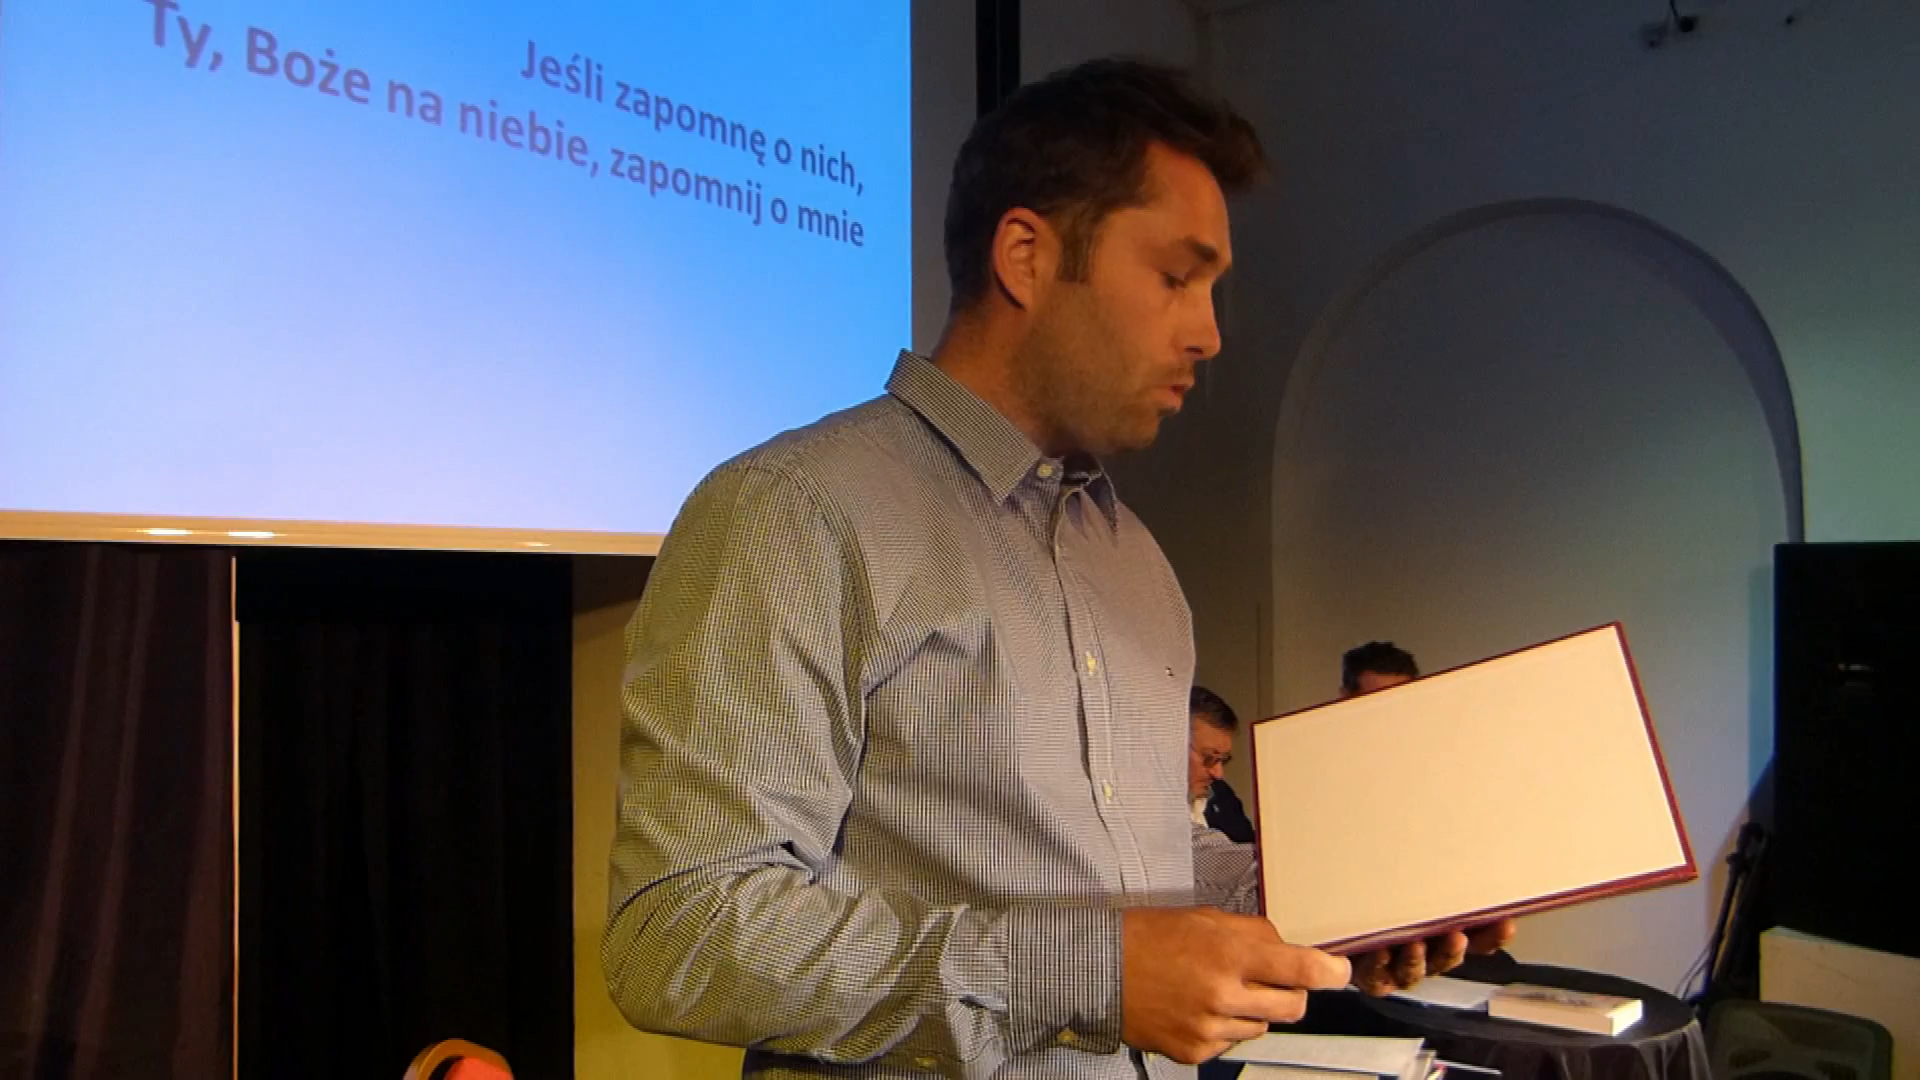 Jeśli zapomnę o nich,
Ty, Boże na niebie, zapomnij o mnie